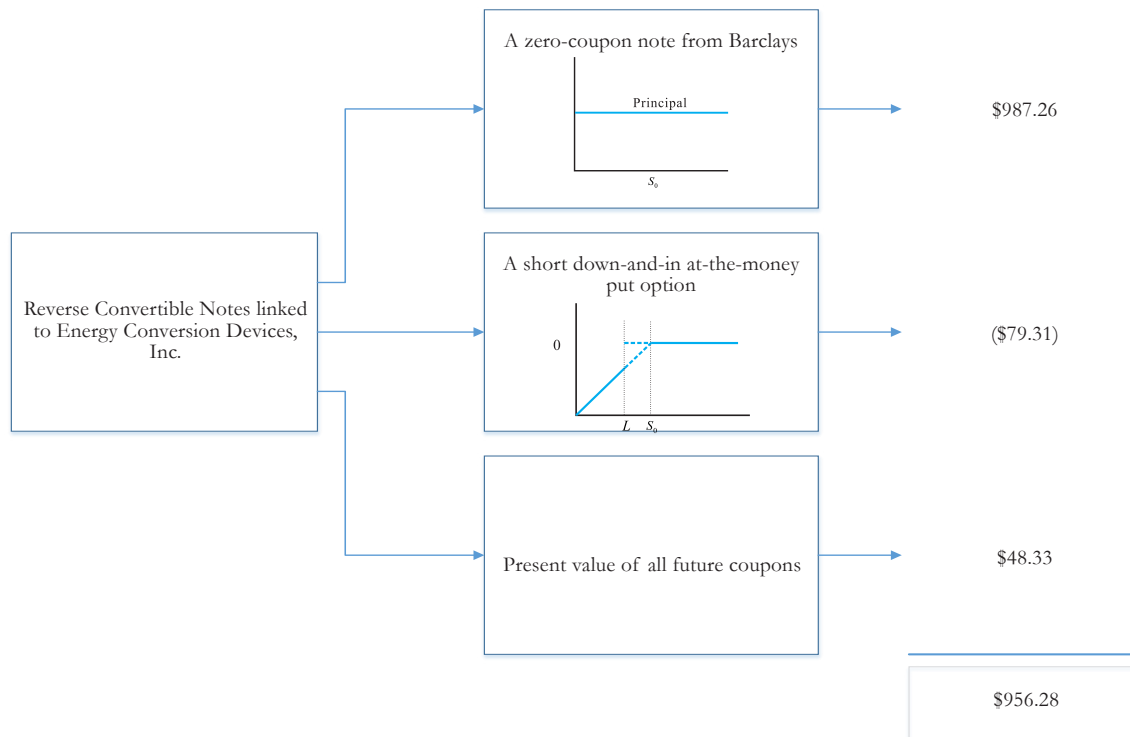 A zero-coupon note from Barclays
Principal
S₀
$987.26
Reverse Convertible Notes linked
to Energy Conversion Devices,
Inc.
A short down-and-in at-the-money
put option
0
L S₀
($79.31)
Present value of all future coupons
$48.33
$956.28